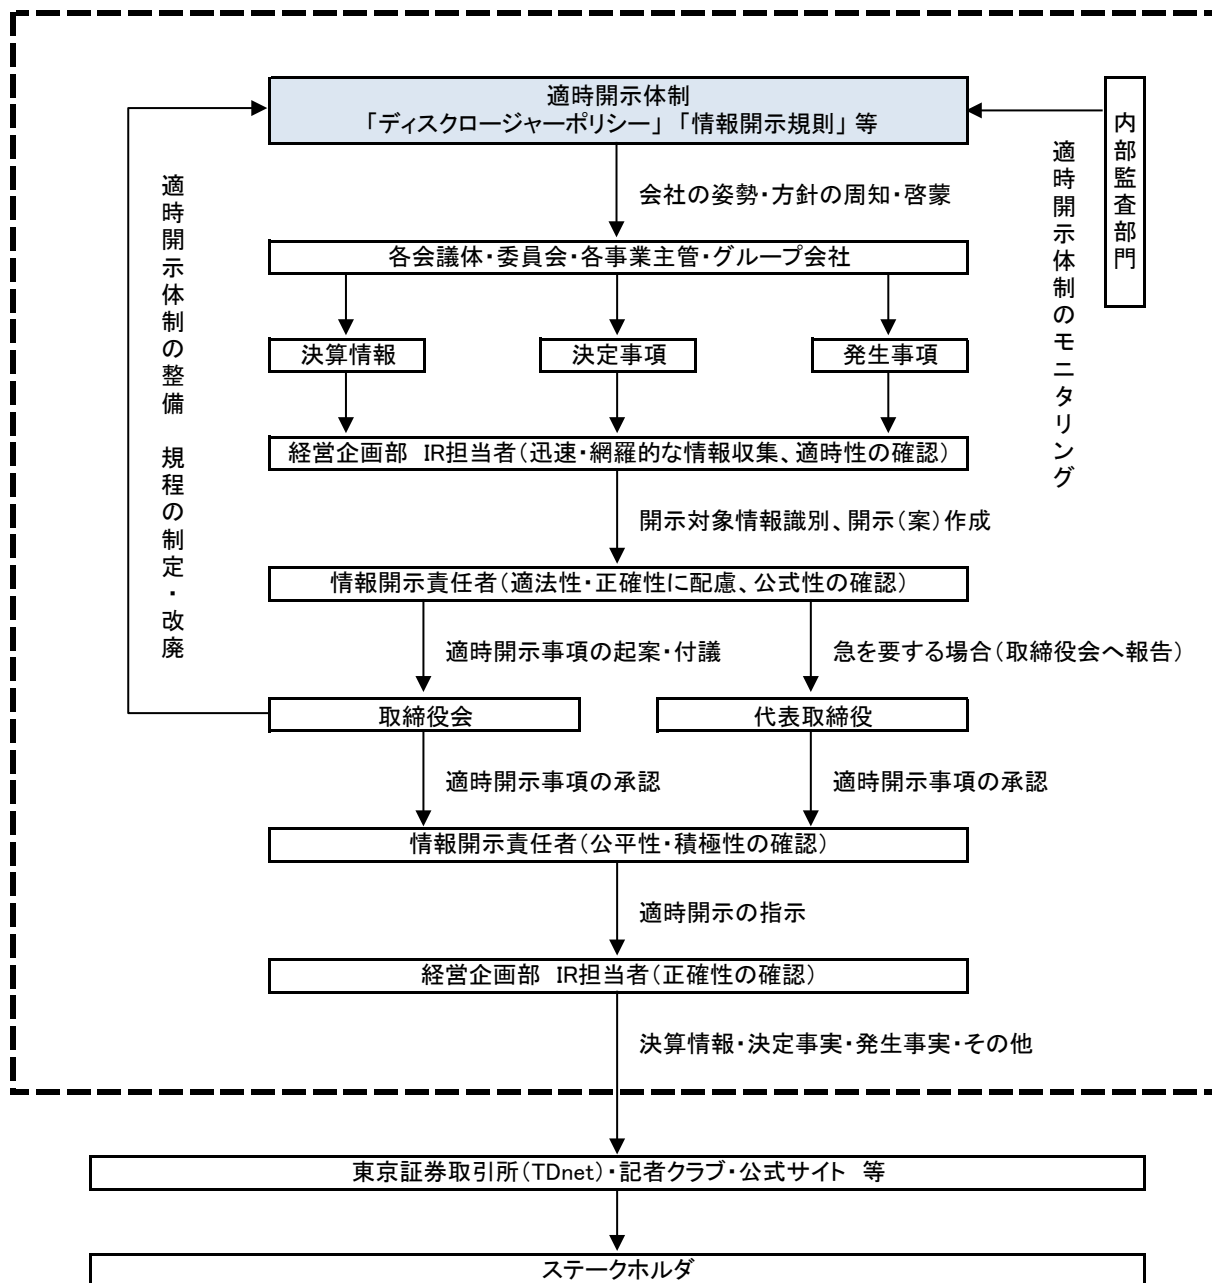 適時開示体制
「ディスクロージャーポリシー」「情報開示規則」等
内部監査部門
適時開示体制のモニタリング
適時開示体制の整備　規程の制定・改廃
会社の姿勢・方針の周知・啓蒙
各会議体・委員会・各事業主管・グループ会社
決算情報
決定事項
発生事項
経営企画部　IR担当者（迅速・網羅的な情報収集、適時性の確認）
開示対象情報識別、開示（案）作成
情報開示責任者（適法性・正確性に配慮、公式性の確認）
適時開示事項の起案・付議
急を要する場合（取締役会へ報告）
取締役会
代表取締役
適時開示事項の承認
適時開示事項の承認
情報開示責任者（公平性・積極性の確認）
適時開示の指示
経営企画部　IR担当者（正確性の確認）
決算情報・決定事実・発生事実・その他
東京証券取引所（TDnet）・記者クラブ・公式サイト　等
ステークホルダ